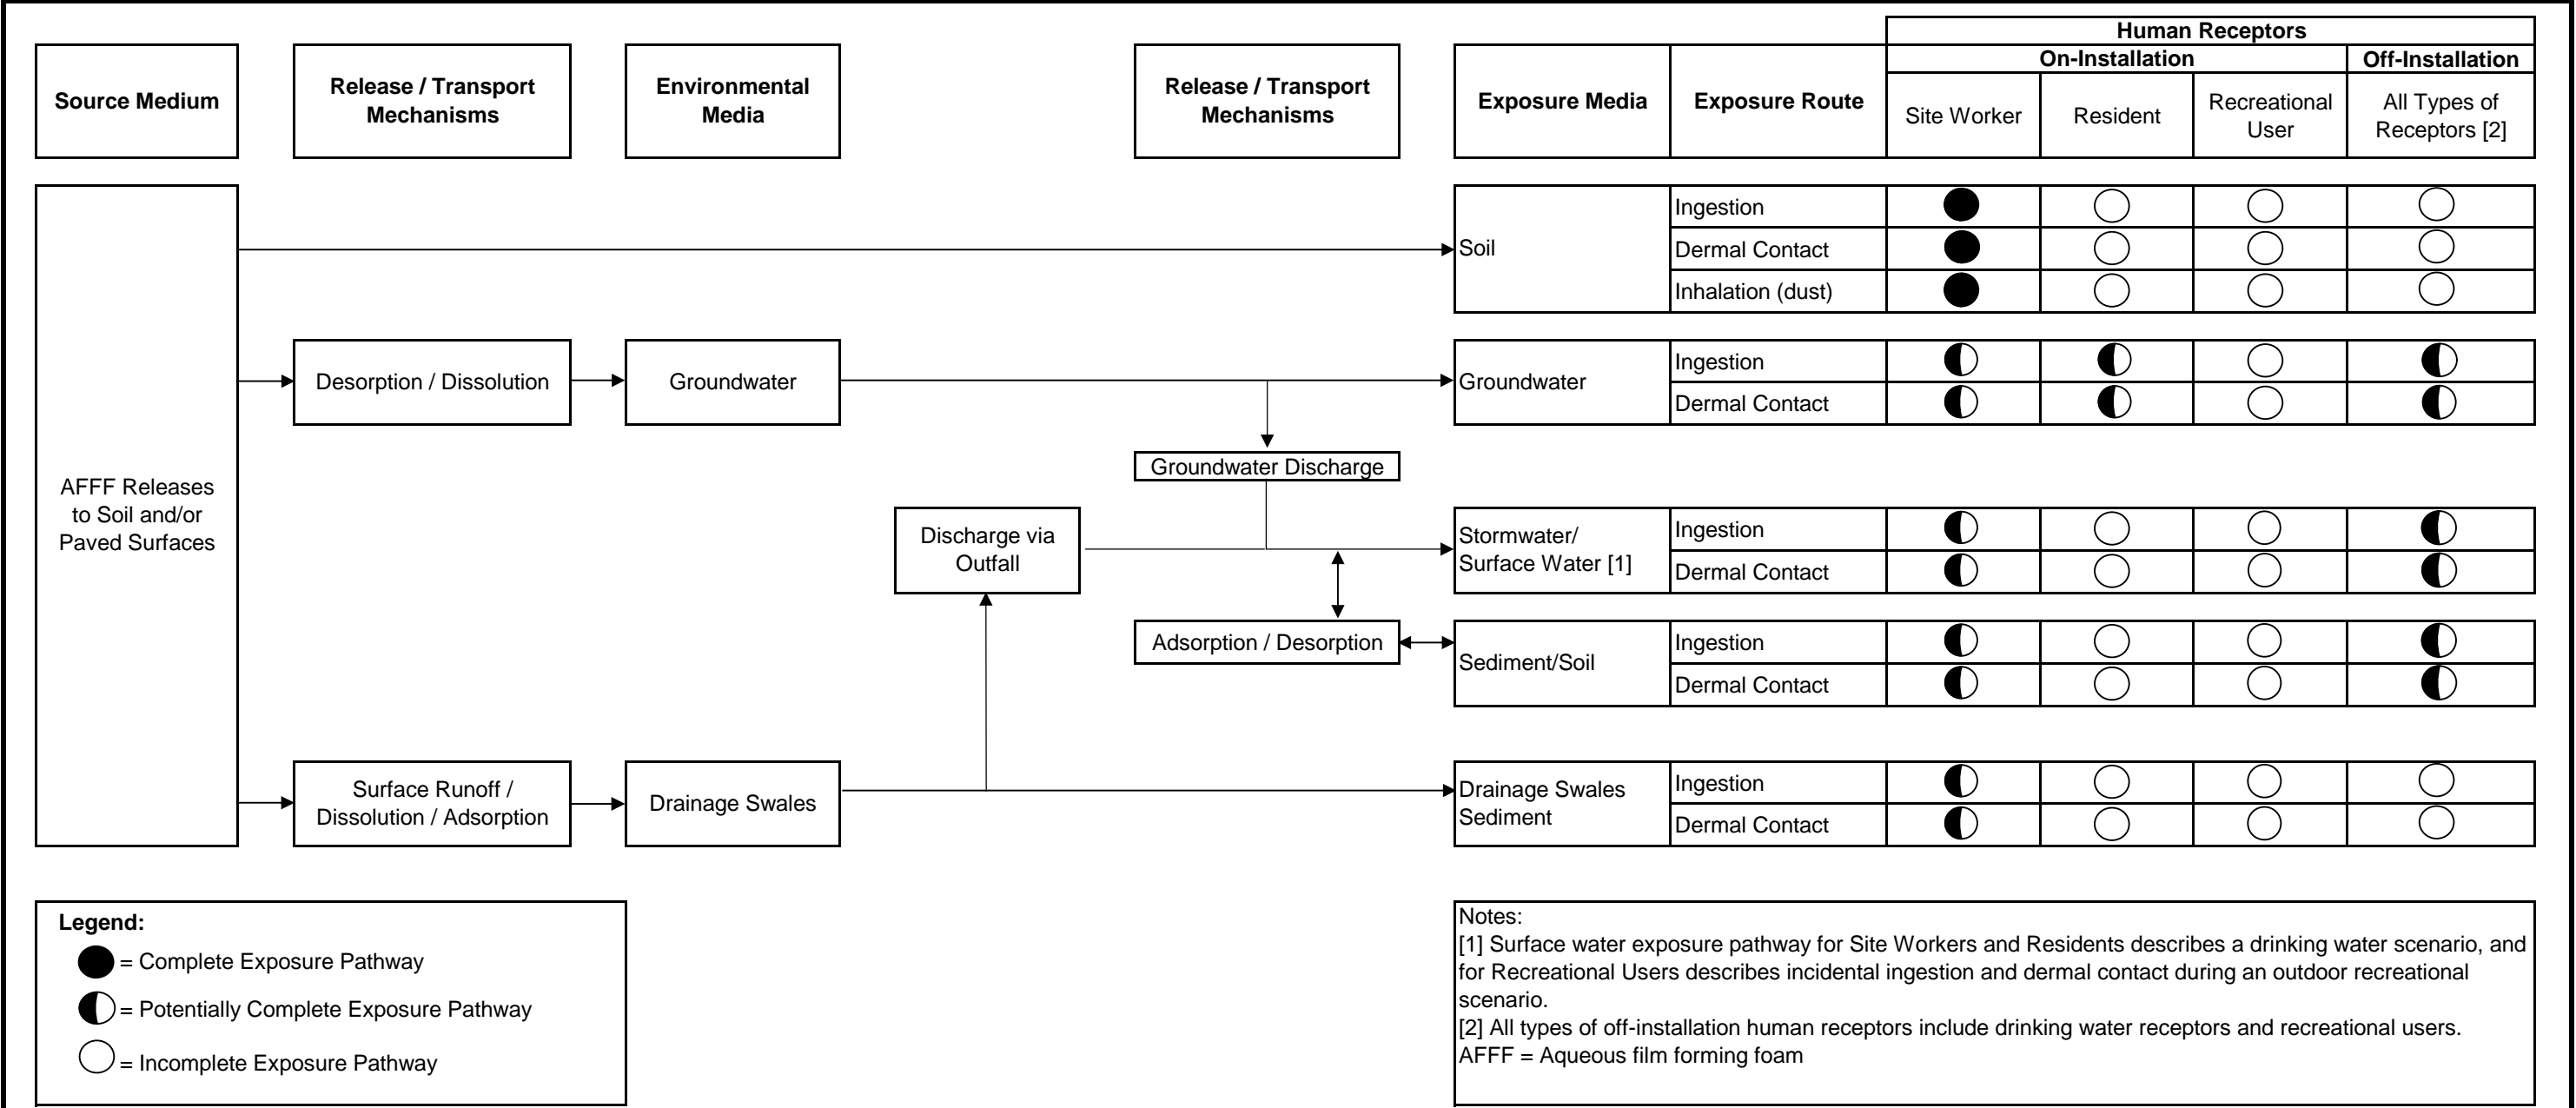 Human Receptors
On-Installation
Off-Installation
Source Medium
Release / Transport
Mechanisms
Environmental
Media
Release / Transport
Mechanisms
Exposure Media
Exposure Route
Site Worker
Resident
Recreational
User
All Types of
Receptors [2]
AFFF Releases
to Soil and/or
Paved Surfaces
Soil
Ingestion
Dermal Contact
Inhalation (dust)
Desorption / Dissolution
Groundwater
Groundwater
Ingestion
Dermal Contact
Groundwater Discharge
Discharge via
Outfall
Stormwater/
Surface Water [1]
Ingestion
Dermal Contact
Adsorption / Desorption
Sediment/Soil
Ingestion
Dermal Contact
Surface Runoff /
Dissolution / Adsorption
Drainage Swales
Drainage Swales
Sediment
Ingestion
Dermal Contact
Legend:
= Complete Exposure Pathway
= Potentially Complete Exposure Pathway
= Incomplete Exposure Pathway
Notes:
[1] Surface water exposure pathway for Site Workers and Residents describes a drinking water scenario, and
for Recreational Users describes incidental ingestion and dermal contact during an outdoor recreational
scenario.
[2] All types of off-installation human receptors include drinking water receptors and recreational users.
AFFF = Aqueous film forming foam